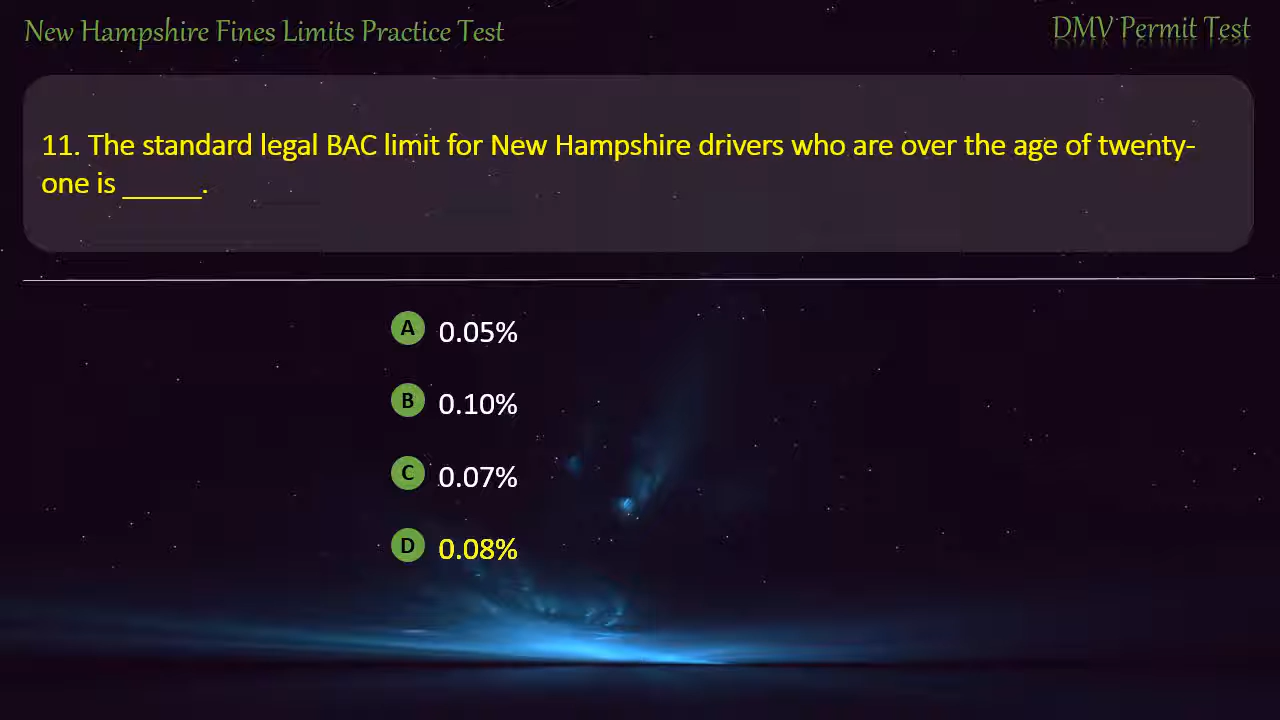 New Hampshire Fines Limits Practice Test
DMV Permit Test
11. The standard legal BAC limit for New Hampshire drivers who are over the age of twenty-
one is _____.
A 0.05%
B 0.10%
C 0.07%
D 0.08%